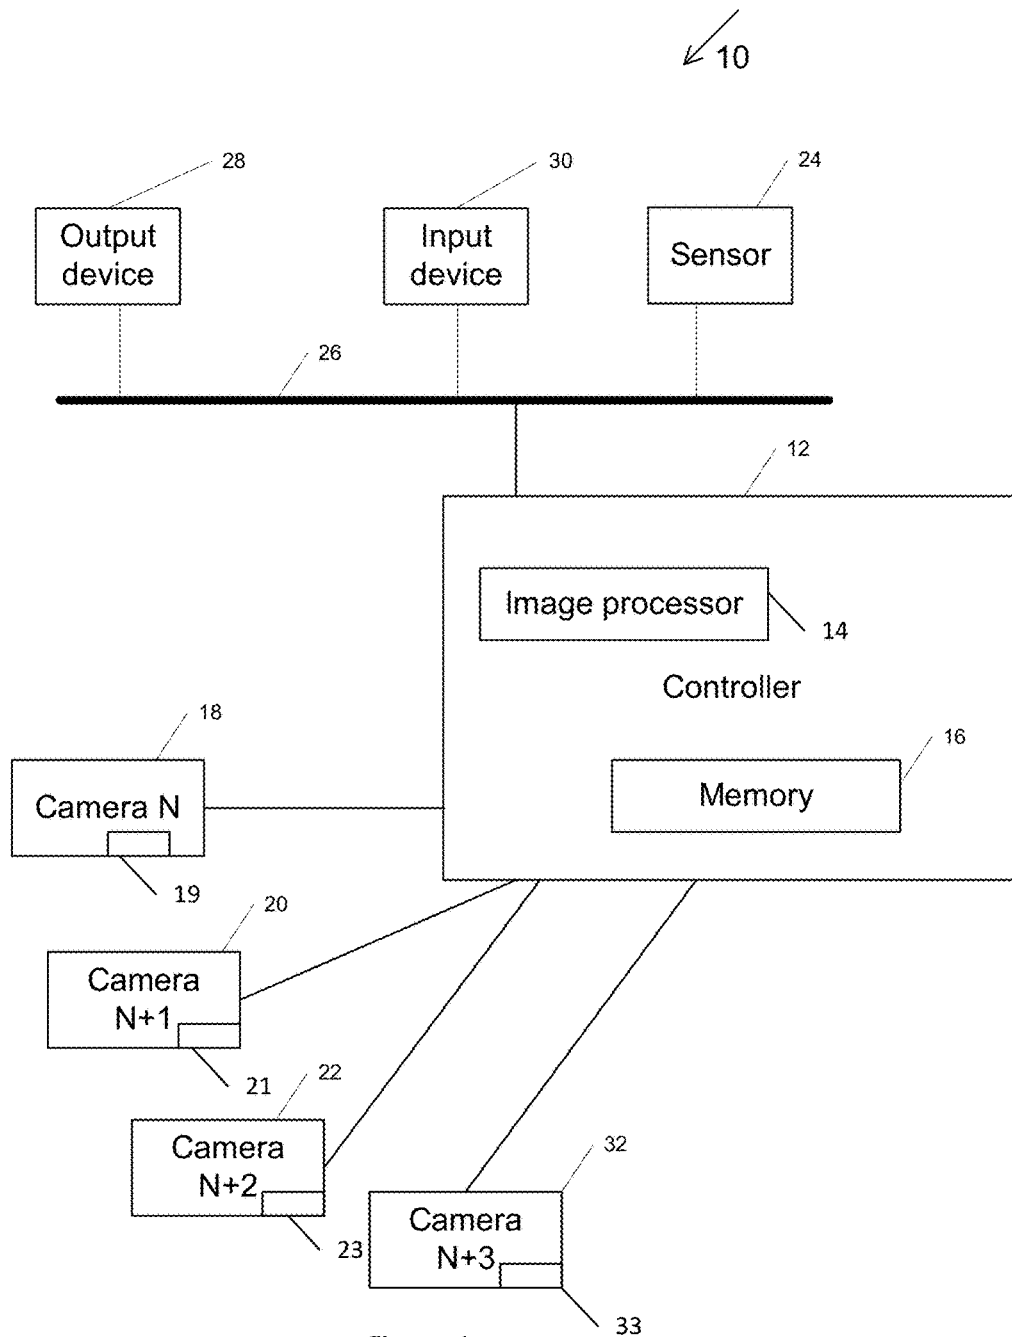 10
28
30
24
Output
device
Input
device
Sensor
26
12
Image processor
14
Controller
18
16
Camera N
Memory
19
20
Camera
N+1
21
22
Camera
N+2
32
23
Camera
N+3
33